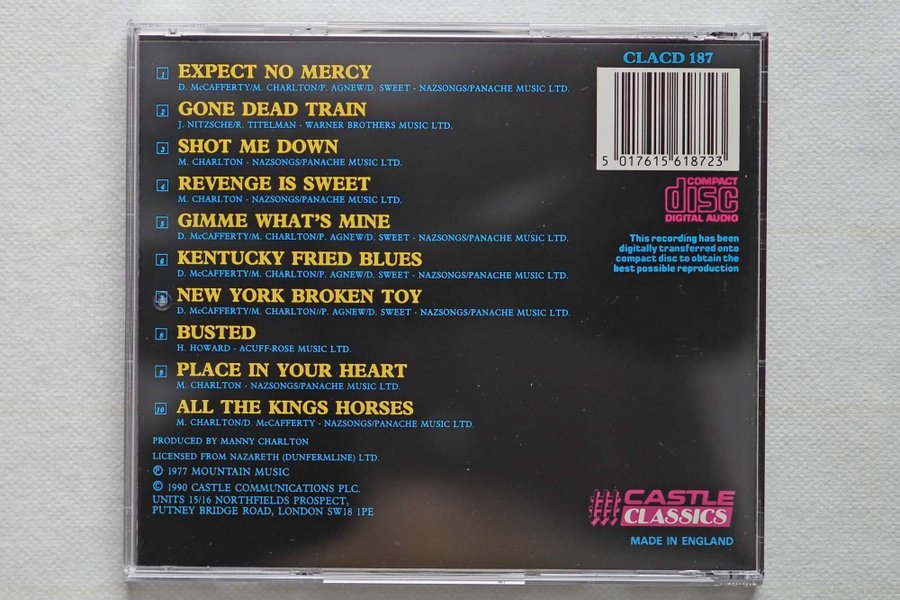 CLACD 187
1 EXPECT NO MERCY
D. McCAFFERTY/M. CHARLTON/P. AGNEW/D. SWEET - NAZSONGS/PANACHE MUSIC LTD.
2 GONE DEAD TRAIN
J. NITZSCHE/R. TITELMAN - WARNER BROTHERS MUSIC LTD.
3 SHOT ME DOWN
M. CHARLTON - NAZSONGS/PANACHE MUSIC LTD.
4 REVENGE IS SWEET
M. CHARLTON - NAZSONGS/PANACHE MUSIC LTD.
5 GIMME WHAT'S MINE
D. McCAFFERTY/M. CHARLTON/P. AGNEW/D. SWEET - NAZSONGS/PANACHE MUSIC LTD.
6 KENTUCKY FRIED BLUES
D. McCAFFERTY/M. CHARLTON/P. AGNEW/D. SWEET - NAZSONGS/PANACHE MUSIC LTD.
NEW YORK BROKEN TOY
D. McCAFFERTY/M. CHARLTON//P. AGNEW/D. SWEET - NAZSONGS/PANACHE MUSIC LTD.
8 BUSTED
H. HOWARD - ACUFF-ROSE MUSIC LTD.
9 PLACE IN YOUR HEART
M. CHARLTON - NAZSONGS/PANACHE MUSIC LTD.
10 ALL THE KINGS HORSES
M. CHARLTON/D. McCAFFERTY - NAZSONGS/PANACHE MUSIC LTD.
PRODUCED BY MANNY CHARLTON
LICENSED FROM NAZARETH (DUNFERMLINE) LTD.
℗ 1977 MOUNTAIN MUSIC
© 1990 CASTLE COMMUNICATIONS PLC.
UNITS 15/16 NORTHFIELDS PROSPECT,
PUTNEY BRIDGE ROAD, LONDON SW18 1PE
5 017615 618723
COMPACT
disc
DIGITAL AUDIO
This recording has been
digitally transferred onto
compact disc to obtain the
best possible reproduction
CASTLE
CLASSICS
MADE IN ENGLAND